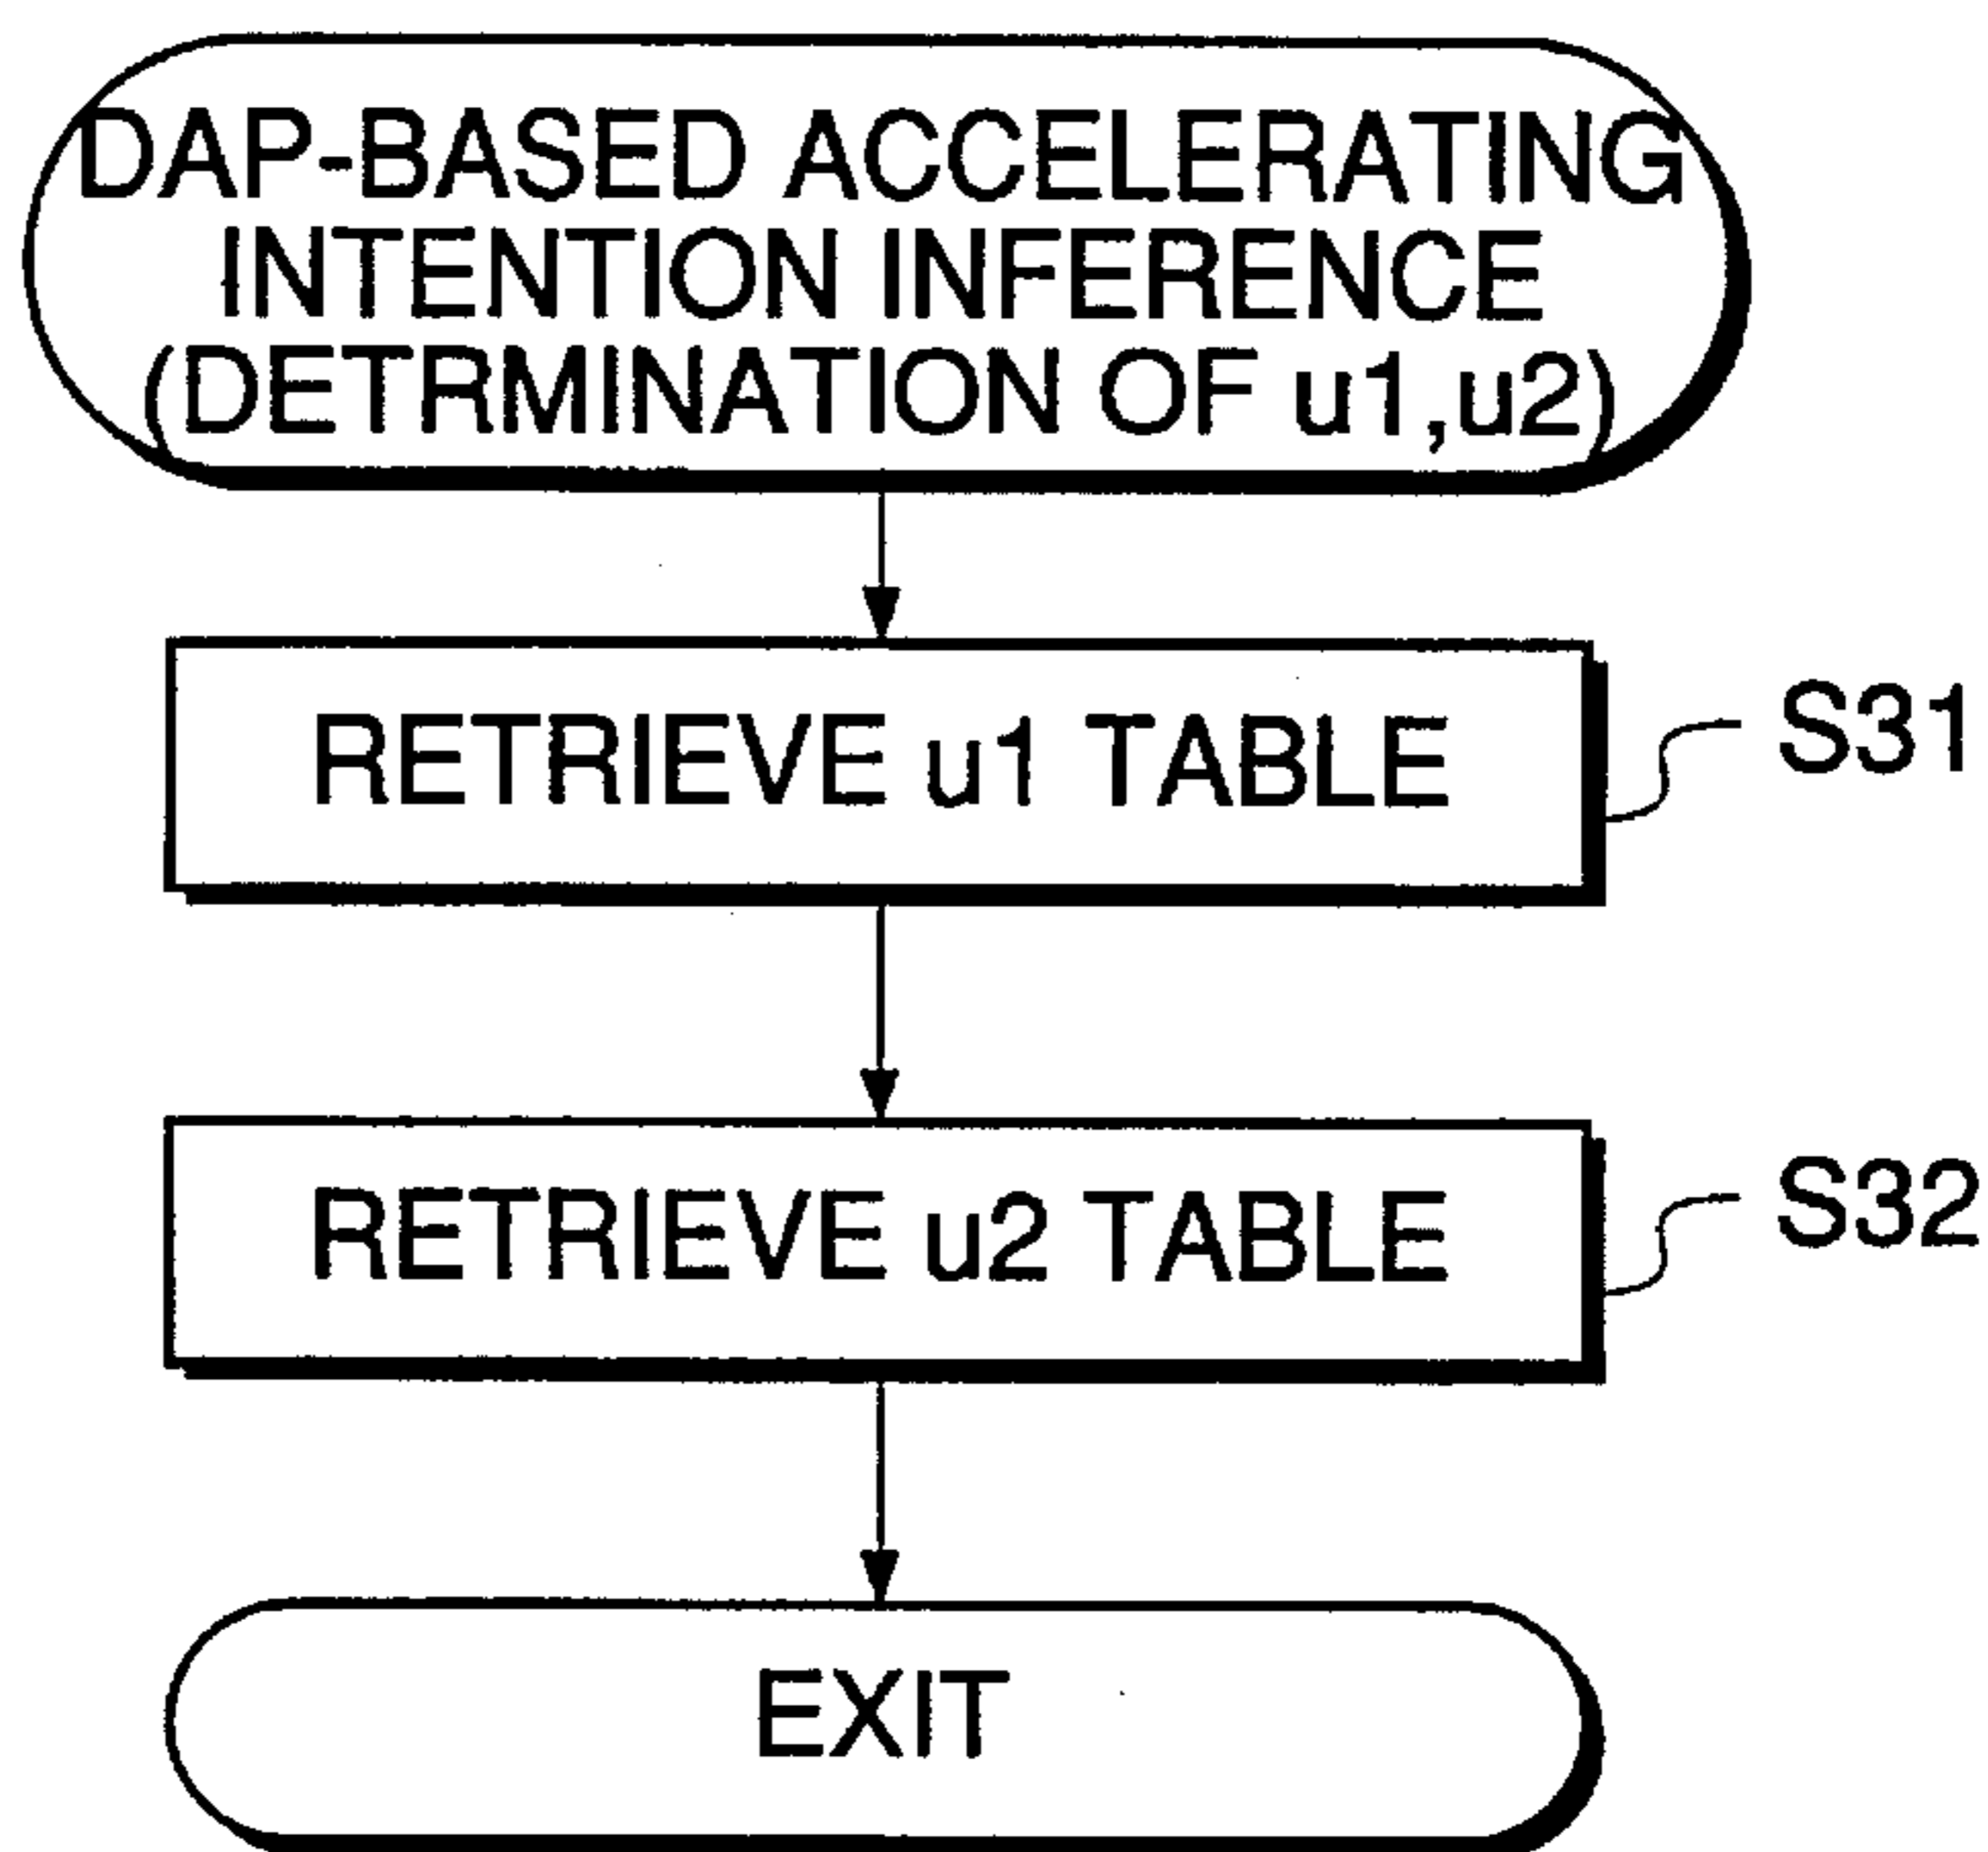 DAP-BASED ACCELERATING
INTENTION INFERENCE
(DETRMINATION OF u1,u2)
RETRIEVE u1 TABLE
S31
RETRIEVE u2 TABLE
S32
EXIT